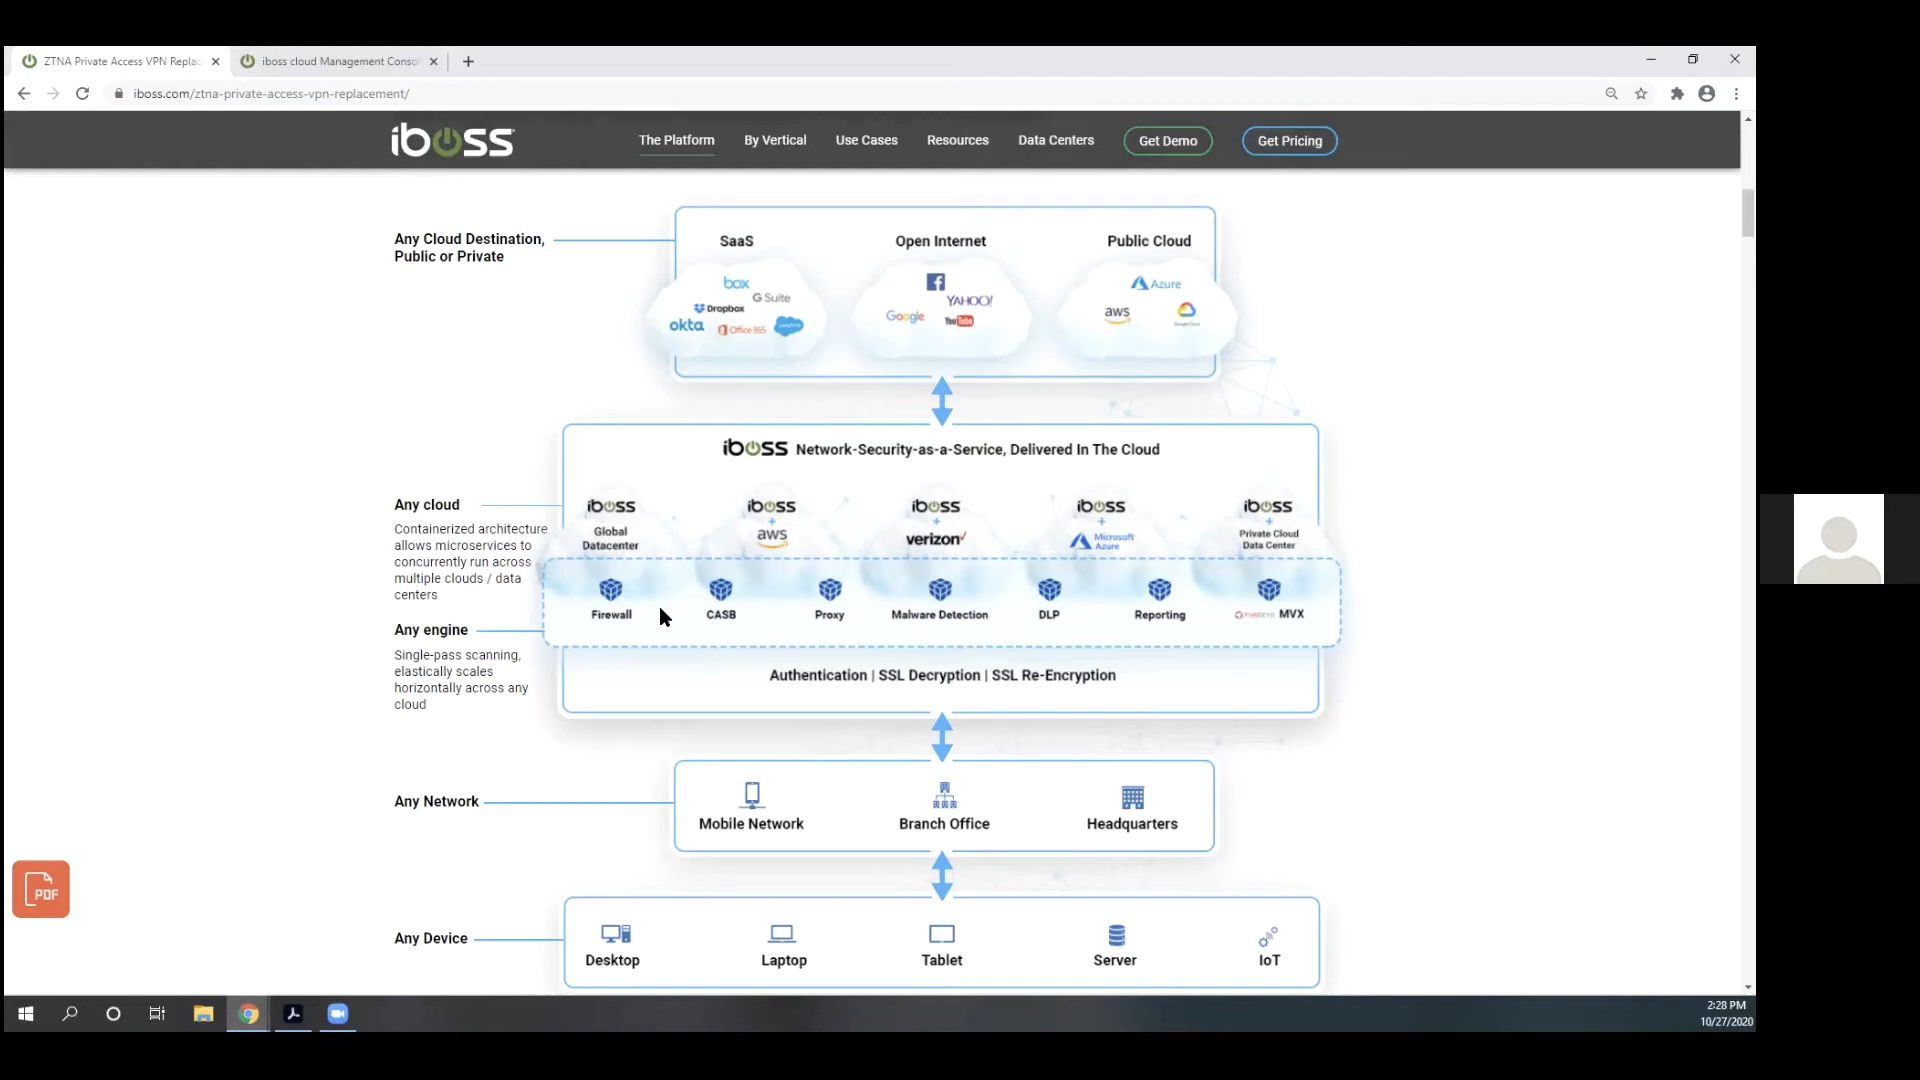 ZTNA Private Access VPN Replac
iboss cloud Management Conso
iboss.com/ztna-private-access-vpn-replacement/
iboss
The Platform
By Vertical
Use Cases
Resources
Data Centers
Get Demo
Get Pricing
Any Cloud Destination,
Public or Private
SaaS
Open Internet
Public Cloud
box
G Suite
Dropbox
okta
Office 365
salesforce
YAHOO!
Google
YouTube
Azure
aws
Google Cloud
iboss Network-Security-as-a-Service, Delivered In The Cloud
Any cloud
Containerized architecture
allows microservices to
concurrently run across
multiple clouds / data
centers
iboss
Global
Datacenter
iboss
+
aws
iboss
+
verizon✓
iboss
+
Microsoft
Azure
iboss
+
Private Cloud
Data Center
Firewall
CASB
Proxy
Malware Detection
DLP
Reporting
FIREEYE MVX
Any engine
Single-pass scanning,
elastically scales
horizontally across any
cloud
Authentication | SSL Decryption | SSL Re-Encryption
Any Network
Mobile Network
Branch Office
Headquarters
PDF
Any Device
Desktop
Laptop
Tablet
Server
IoT
2:28 PM
10/27/2020